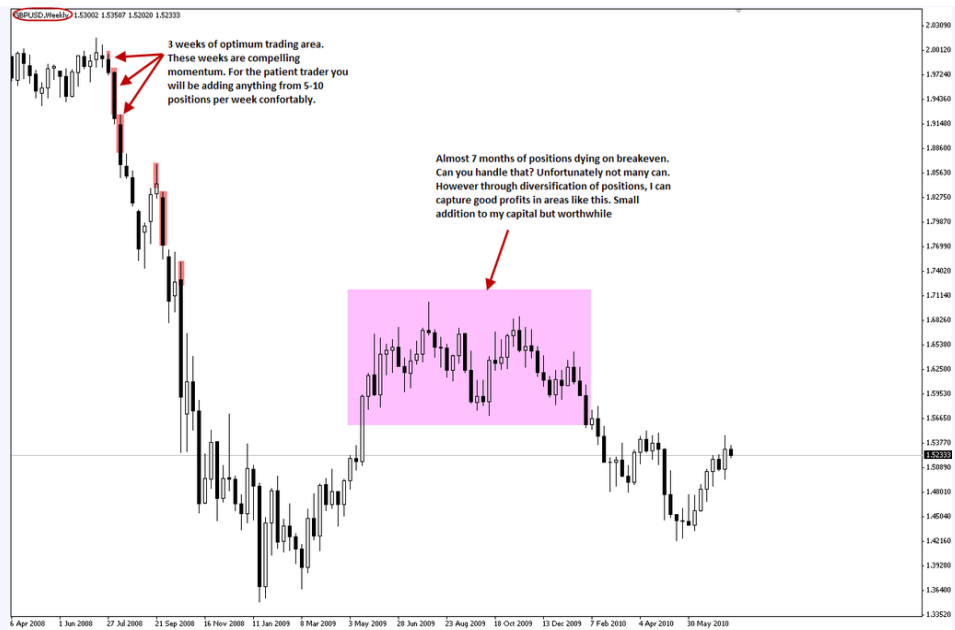 GBPUSD,Weekly 1.53002 1.53587 1.52020 1.52333
3 weeks of optimum trading area.
These weeks are compelling
momentum. For the patient trader you
will be adding anything from 5-10
positions per week confortably.
Almost 7 months of positions dying on breakeven.
Can you handle that? Unfortunately not many can.
However through diversification of positions, I can
capture good profits in areas like this. Small
addition to my capital but worthwhile
2.03090
2.00120
1.97240
1.94360
1.91480
1.88600
1.85630
1.82750
1.79870
1.76990
1.74020
1.71140
1.68260
1.65380
1.62500
1.59530
1.56650
1.53770
1.52333
1.50890
1.48010
1.45040
1.42160
1.39280
1.36400
1.33520
6 Apr 2008 1 Jun 2008 27 Jul 2008 21 Sep 2008 16 Nov 2008 11 Jan 2009 8 Mar 2009 3 May 2009 28 Jun 2009 23 Aug 2009 18 Oct 2009 13 Dec 2009 7 Feb 2010 4 Apr 2010 30 May 2010